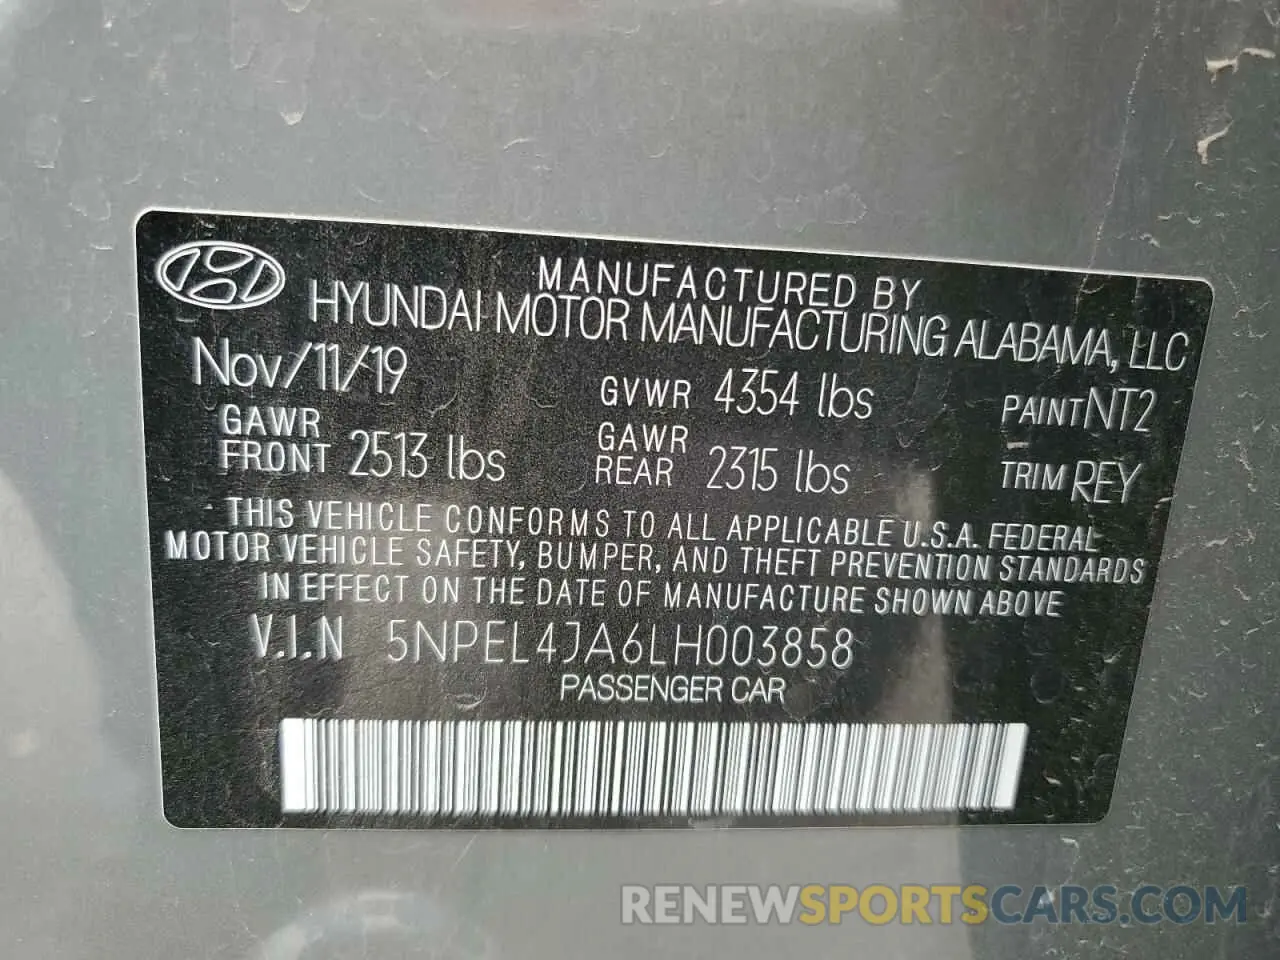 MANUFACTURED BY
HYUNDAI MOTOR MANUFACTURING ALABAMA, LLC
Nov/11/19 GVWR 4354 lbs PAINT NT2
GAWR FRONT 2513 lbs GAWR REAR 2315 lbs TRIM REY
THIS VEHICLE CONFORMS TO ALL APPLICABLE U.S.A. FEDERAL
MOTOR VEHICLE SAFETY, BUMPER, AND THEFT PREVENTION STANDARDS
IN EFFECT ON THE DATE OF MANUFACTURE SHOWN ABOVE
V.I.N 5NPEL4JA6LH003858
PASSENGER CAR
RENEWSPORTSCARS.COM